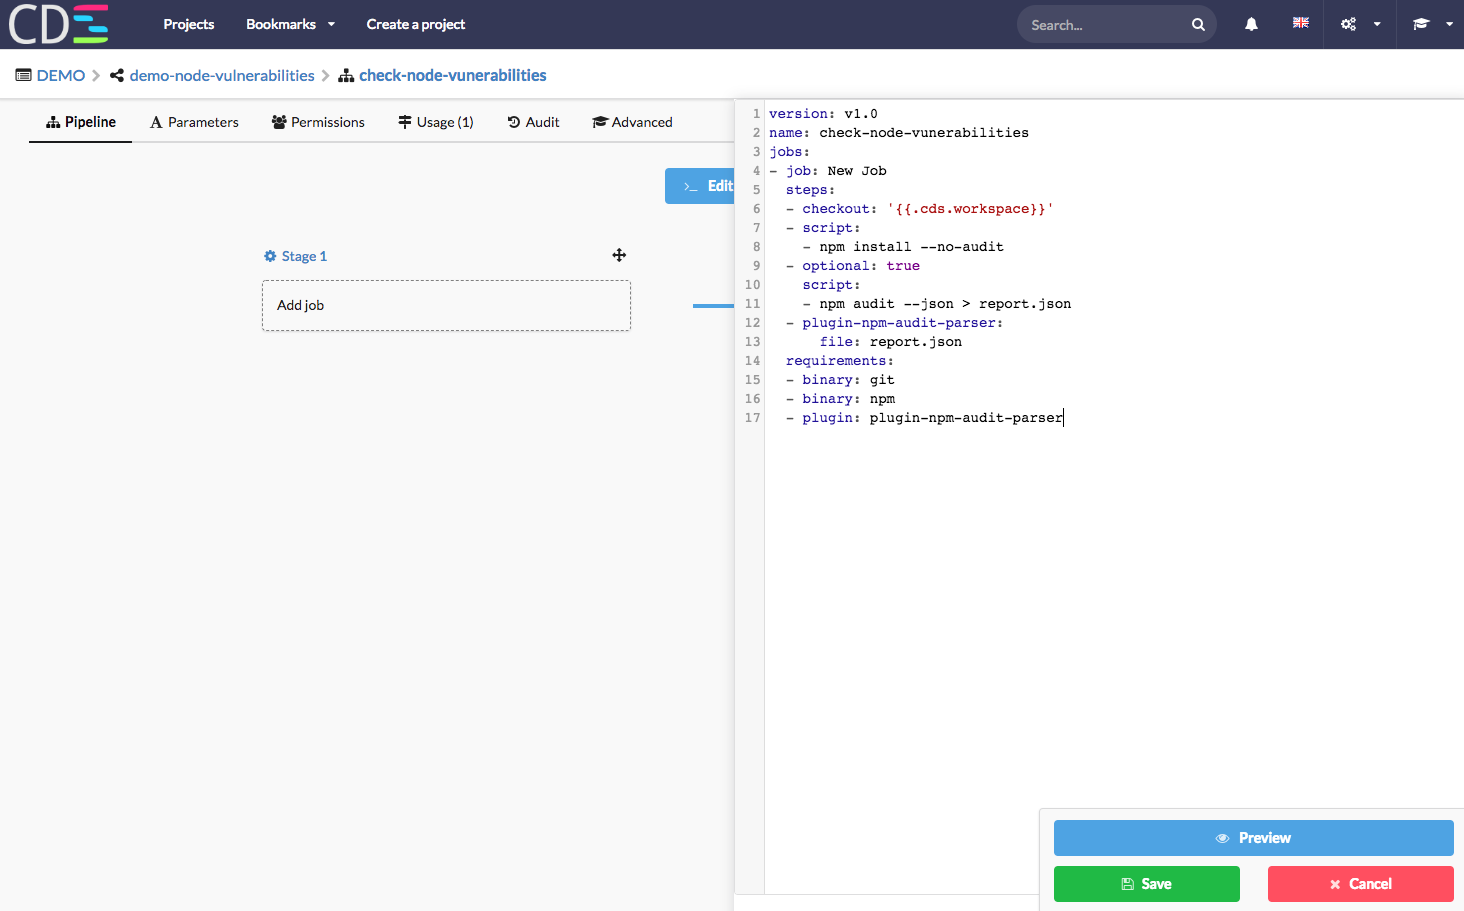 CDS
Projects
Bookmarks
Create a project
Search...
DEMO
demo-node-vulnerabilities
check-node-vunerabilities
Pipeline
Parameters
Permissions
Usage (1)
Audit
Advanced
>_ Edit
Stage 1
Add job
1 version: v1.0
2 name: check-node-vunerabilities
3 jobs:
4 - job: New Job
5   steps:
6   - checkout: '{{.cds.workspace}}'
7   - script:
8     - npm install --no-audit
9   - optional: true
10     script:
11     - npm audit --json > report.json
12   - plugin-npm-audit-parser:
13       file: report.json
14   requirements:
15   - binary: git
16   - binary: npm
17   - plugin: plugin-npm-audit-parser
Preview
Save
Cancel